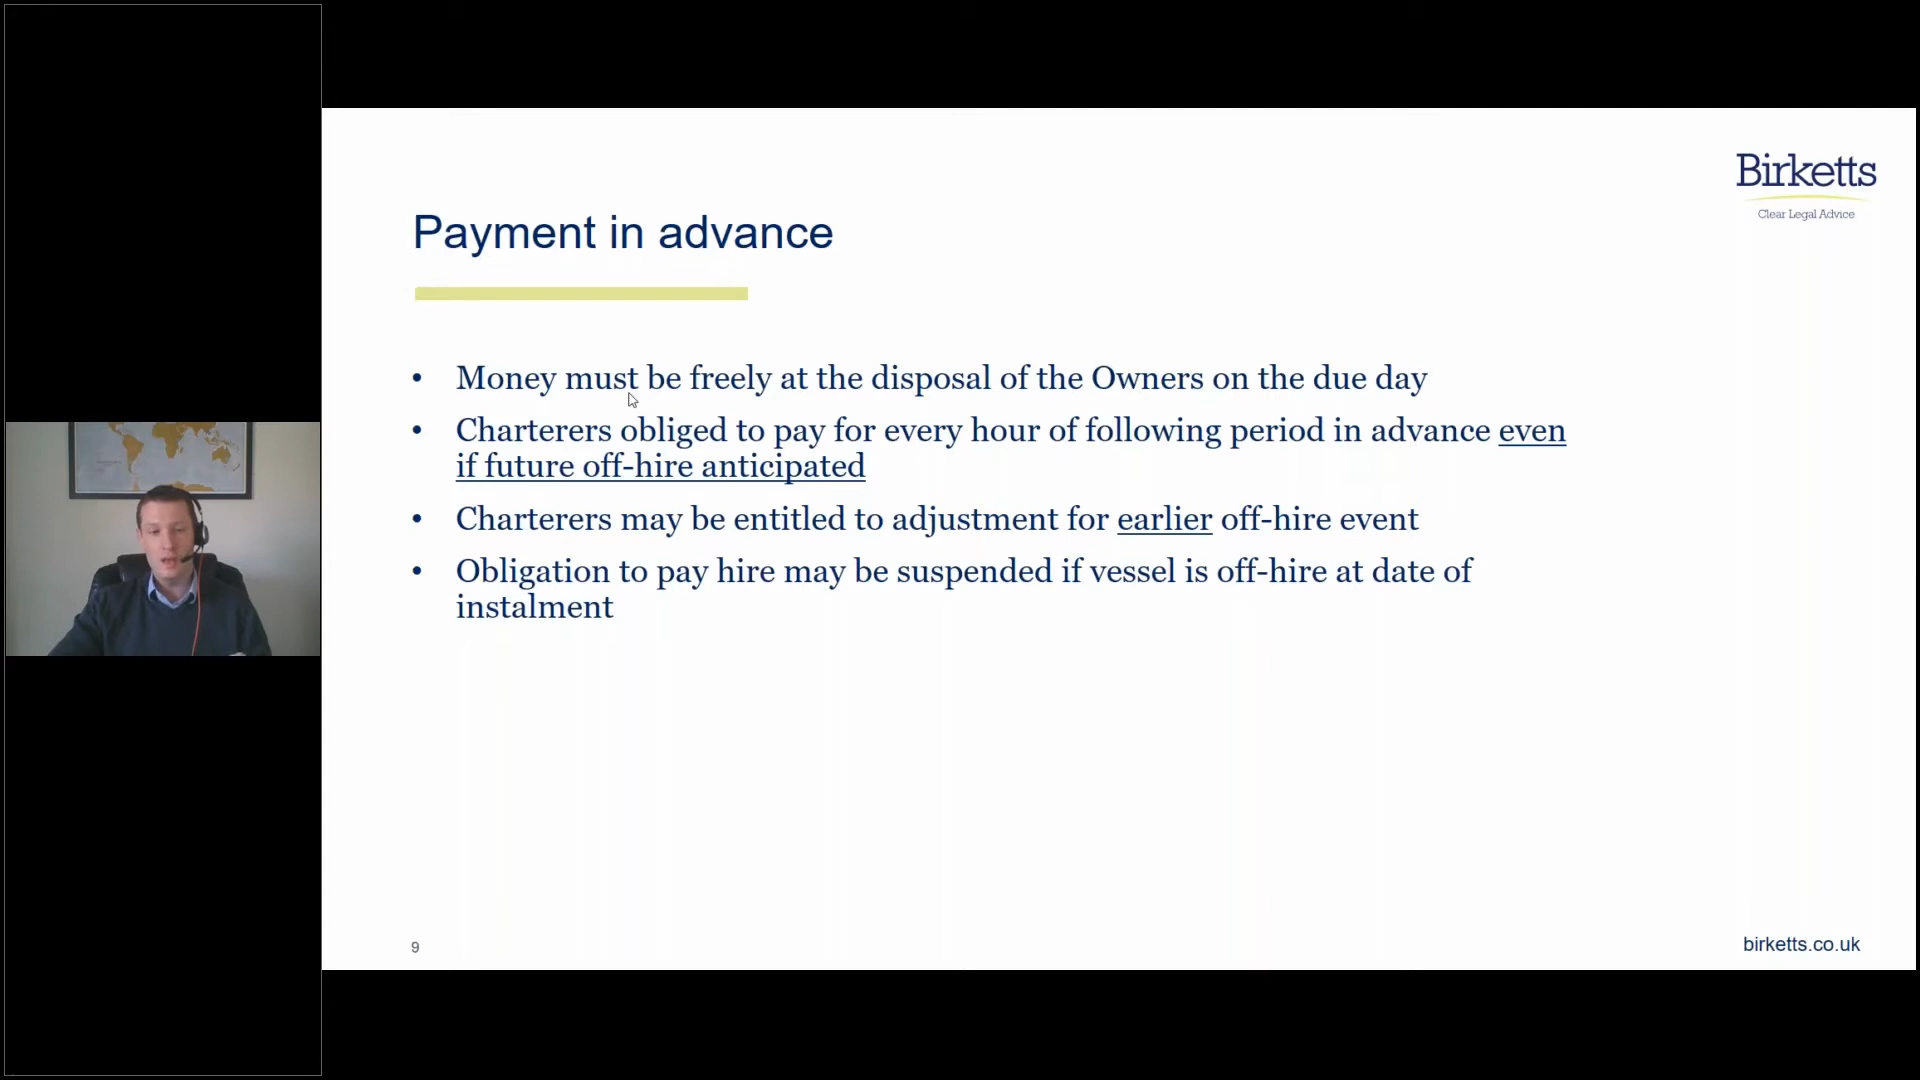 Birketts
Clear Legal Advice
Payment in advance
• Money must be freely at the disposal of the Owners on the due day
• Charterers obliged to pay for every hour of following period in advance even
if future off-hire anticipated
• Charterers may be entitled to adjustment for earlier off-hire event
• Obligation to pay hire may be suspended if vessel is off-hire at date of
instalment
9
birketts.co.uk